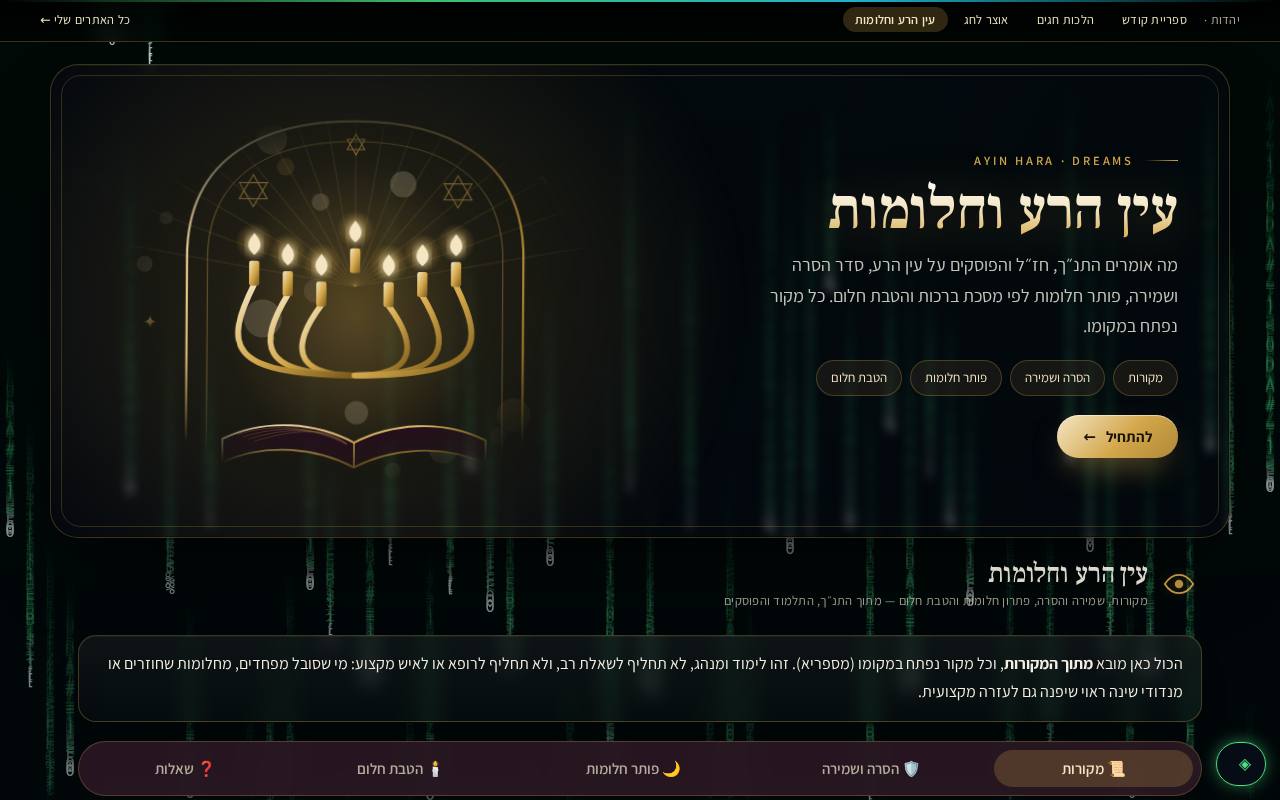 יהדות ·
ספריית קודש
הלכות חגים
אוצר לחג
עין הרע וחלומות
כל האתרים שלי ←
AYIN HARA · DREAMS
עין הרע וחלומות
מה אומרים התנ״ך, חז״ל והפוסקים על עין הרע, סדר הסרה
ושמירה, פותר חלומות לפי מסכת ברכות והטבת חלום. כל מקור
נפתח במקומו.
מקורות
הסרה ושמירה
פותר חלומות
הטבת חלום
להתחיל ←
עין הרע וחלומות
מקורות, שמירה והסרה, פתרון חלומות והטבת חלום — מתוך התנ״ך, התלמוד והפוסקים
הכול כאן מובא מתוך המקורות, וכל מקור נפתח במקומו (מספריא). זהו לימוד ומנהג, לא תחליף לשאלת רב, ולא תחליף לרופא או לאיש מקצוע: מי שסובל מפחדים, מחלומות שחוזרים או
מנדודי שינה ראוי שיפנה גם לעזרה מקצועית.
📜 מקורות
🛡️ הסרה ושמירה
🌙 פותר חלומות
🕯️ הטבת חלום
❓ שאלות